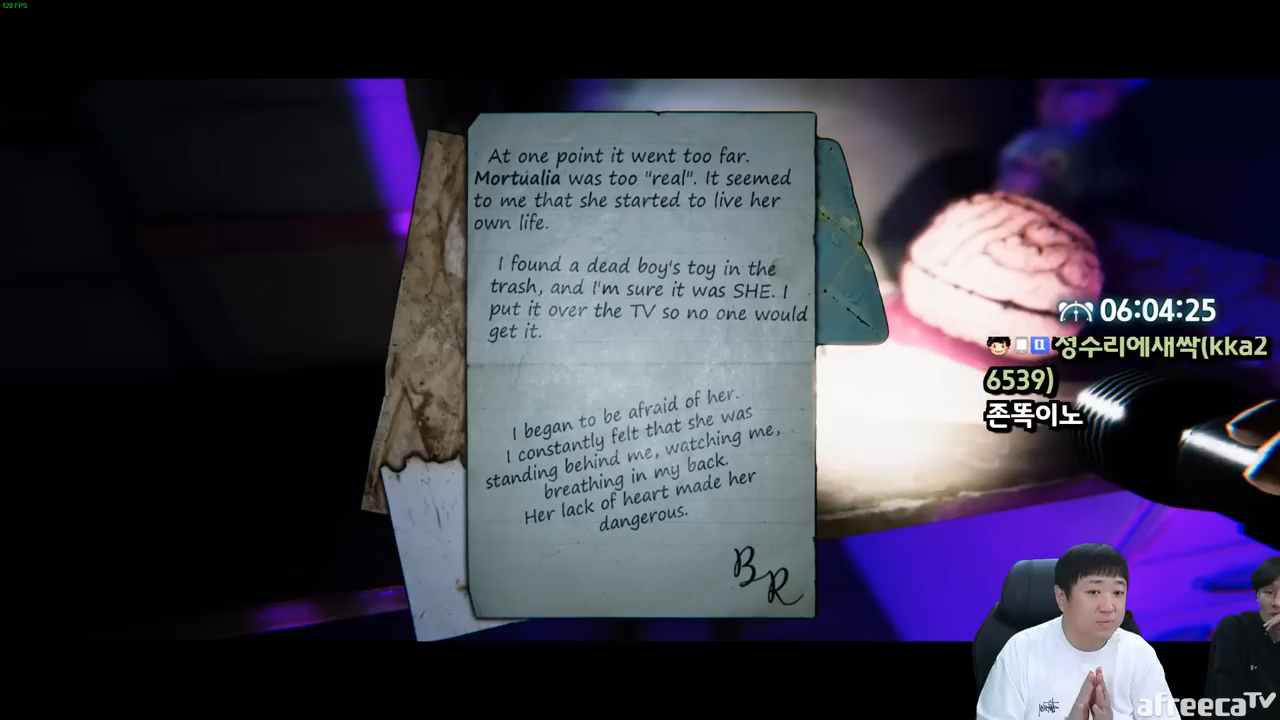 120 FPS
At one point it went too far.
Mortualia was too "real". It seemed
to me that she started to live her
own life.
I found a dead boy's toy in the
trash, and I'm sure it was SHE. I
put it over the TV so no one would
get it.
I began to be afraid of her.
I constantly felt that she was
standing behind me, watching me,
breathing in my back.
Her lack of heart made her
dangerous.
BR
06:04:25
성수리에새싹(kka2
6539)
존똑이노
afreecaTV